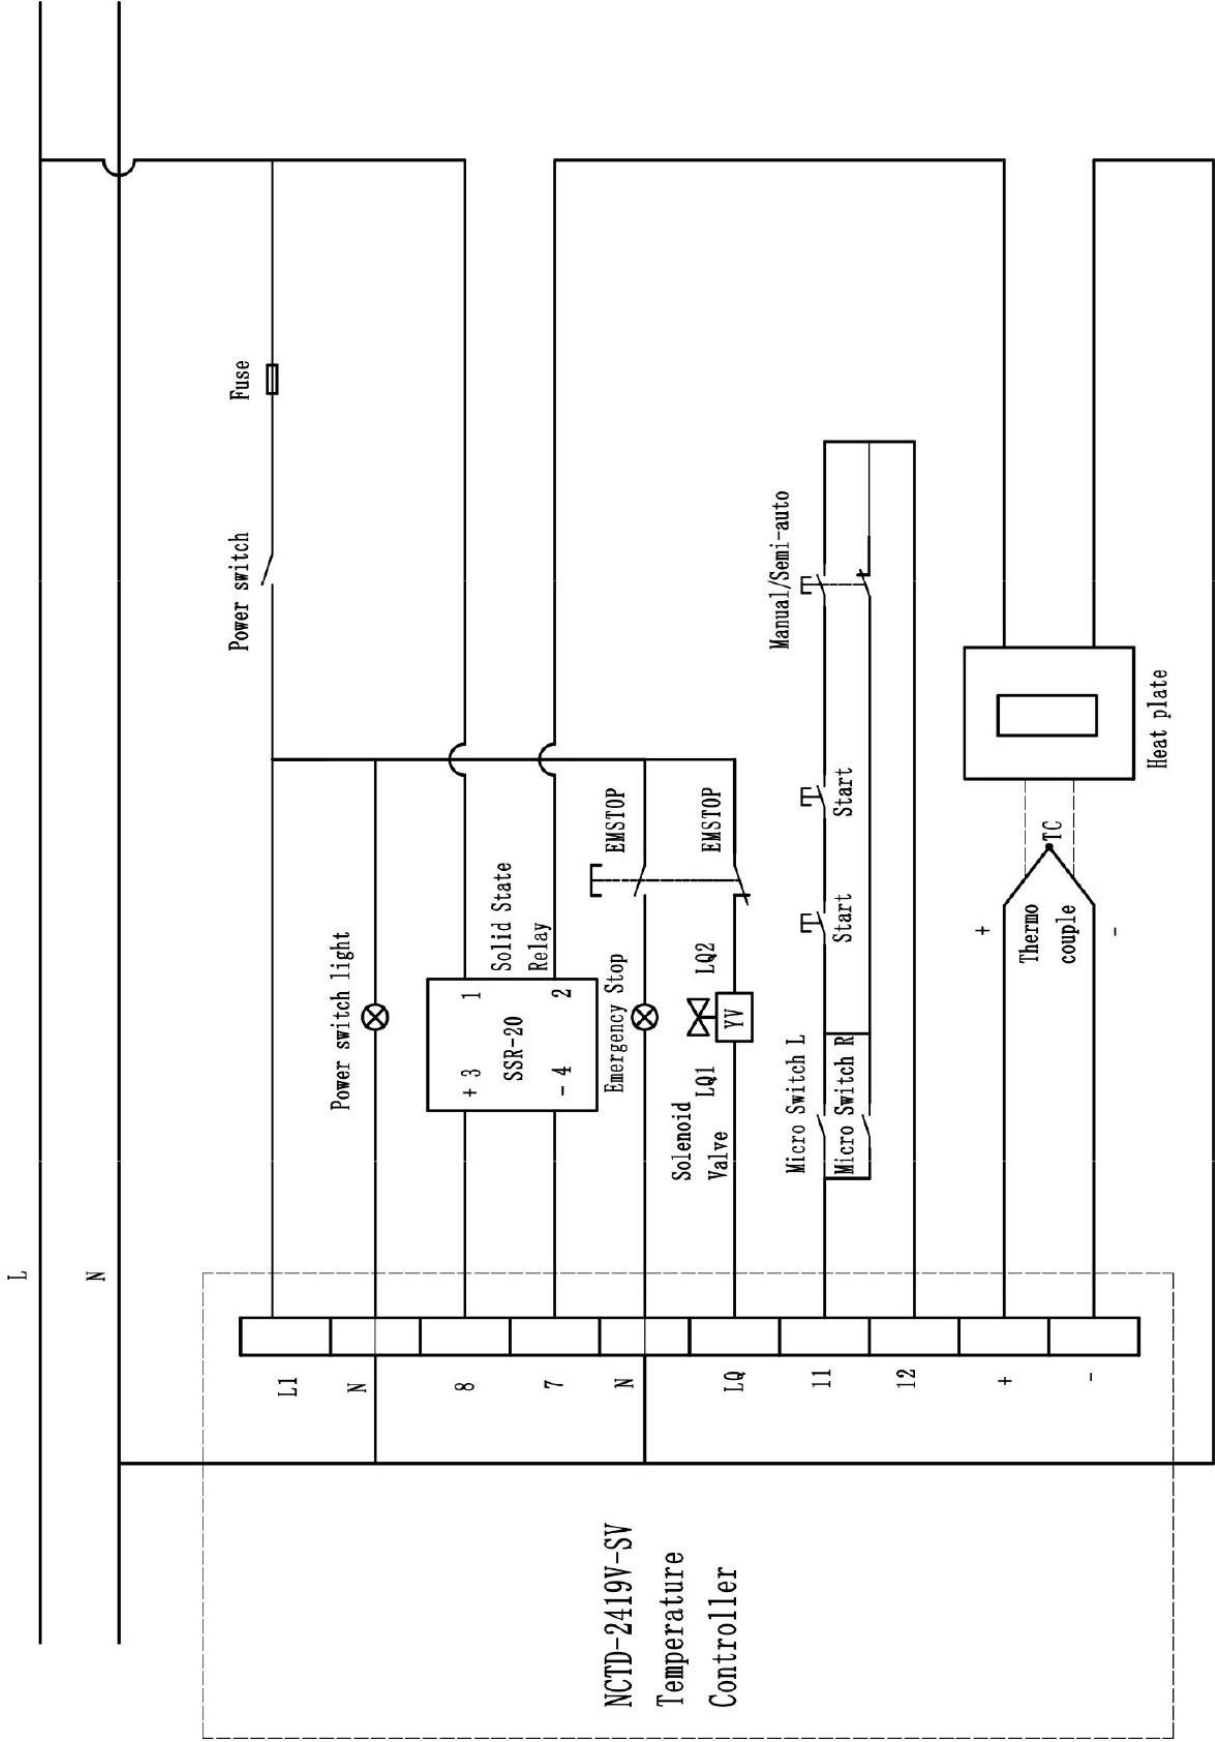 L
N
Power switch
Fuse
L1
Power switch light
N
8
+ 3
1
Solid State
Relay
SSR-20
7
- 4
2
NCTD-2419V-SV
Temperature
Controller
N
Emergency Stop
EMSTOP
Solenoid
Valve
LQ1
LQ2
EMSTOP
LQ
YV
Manual/Semi-auto
Micro Switch L
11
Micro Switch R
Start
Start
12
+
+
Thermo
couple
TC
-
-
Heat plate